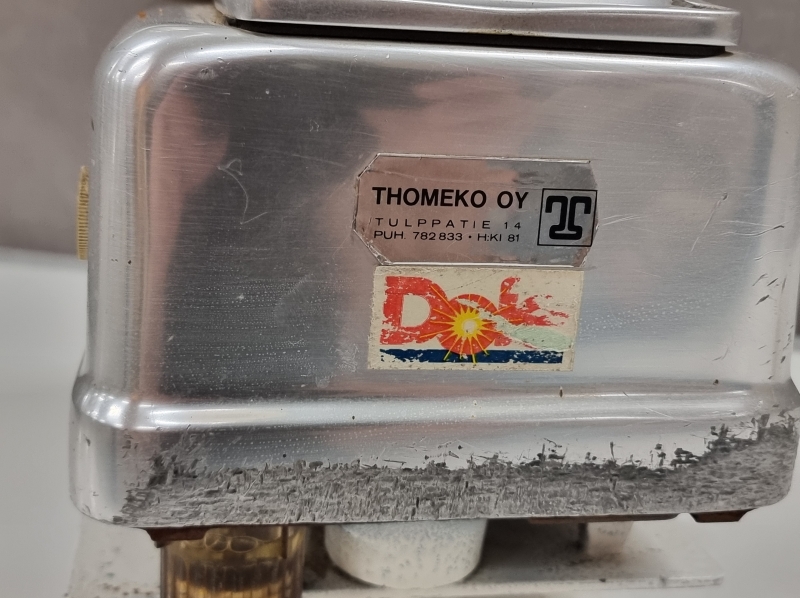 THOMEKO OY
TULPPATIE 14
PUH. 782833 • H:KI 81
Dole